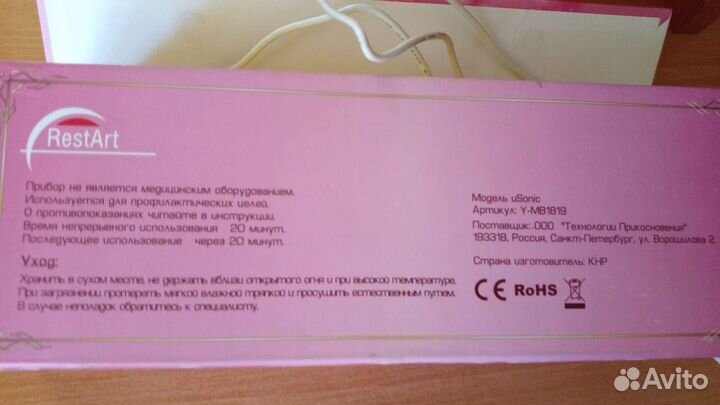 RestArt
Прибор не является медицинским оборудованием.
Используется для профилактических целей.
О противопоказаниях читайте в инструкции.
Время непрерывного использования 20 минут.
Последующее использование через 20 минут.
Уход:
Хранить в сухом месте, не держать вблизи открытого огня и при высокой температуре.
При загрязнении протереть мягкой влажной тряпкой и просушить естественным путем.
В случае неполадок обратитесь к специалисту.
Модель uSonic
Артикул: Y-MB1819
Поставщик: ООО "Технологии Прикосновения"
193318, Россия, Санкт-Петербург, ул. Ворошилова 2
Страна изготовитель: КНР
CE RoHS
Avito